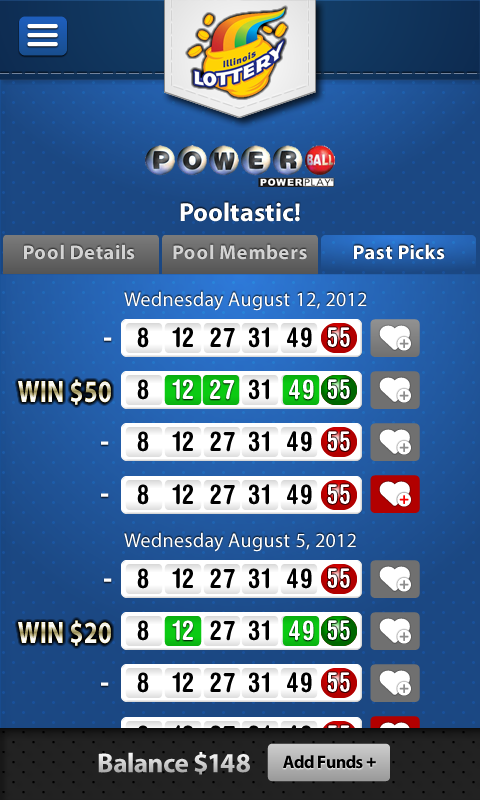 Illinois
LOTTERY
POWER BALL
POWERPLAY
Pooltastic!
Pool Details Pool Members Past Picks
Wednesday August 12, 2012
- 8 12 27 31 49 55
WIN $50 8 12 27 31 49 55
- 8 12 27 31 49 55
- 8 12 27 31 49 55
Wednesday August 5, 2012
- 8 12 27 31 49 55
WIN $20 8 12 27 31 49 55
- 8 12 27 31 49 55
Balance $148 Add Funds +